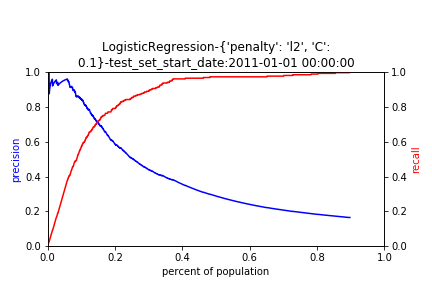 LogisticRegression-{'penalty': 'l2', 'C':
0.1}-test_set_start_date:2011-01-01 00:00:00
1.0
0.8
0.6
0.4
0.2
0.0
precision
1.0
0.8
0.6
0.4
0.2
0.0
recall
0.0 0.2 0.4 0.6 0.8 1.0
percent of population